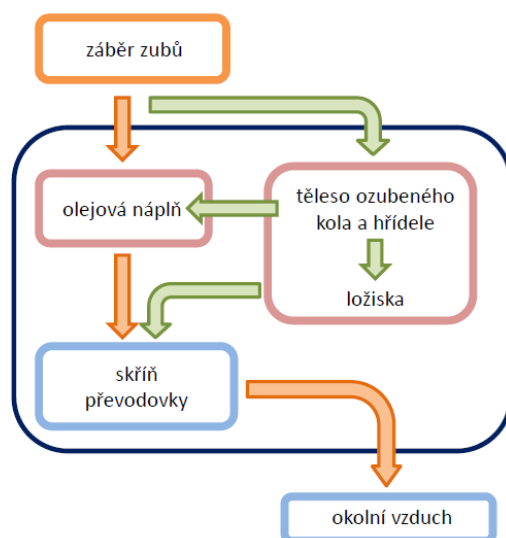 záběr zubů
olejová náplň
těleso ozubeného
kola a hřídele
ložiska
skříň
převodovky
okolní vzduch